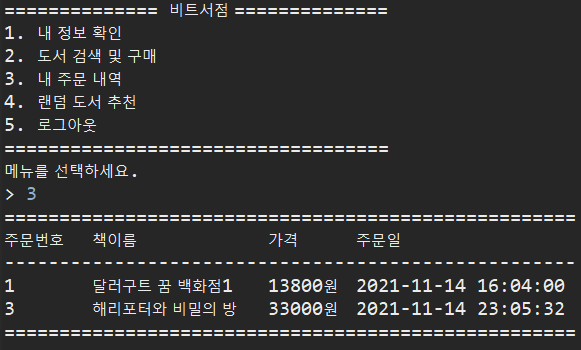 ============== 비트서점 ==============
1. 내 정보 확인
2. 도서 검색 및 구매
3. 내 주문 내역
4. 랜덤 도서 추천
5. 로그아웃
===================================
메뉴를 선택하세요.
> 3
====================================================
주문번호 책이름 가격 주문일
----------------------------------------------------
1 달러구트 꿈 백화점1 13800원 2021-11-14 16:04:00
3 해리포터와 비밀의 방 33000원 2021-11-14 23:05:32
====================================================